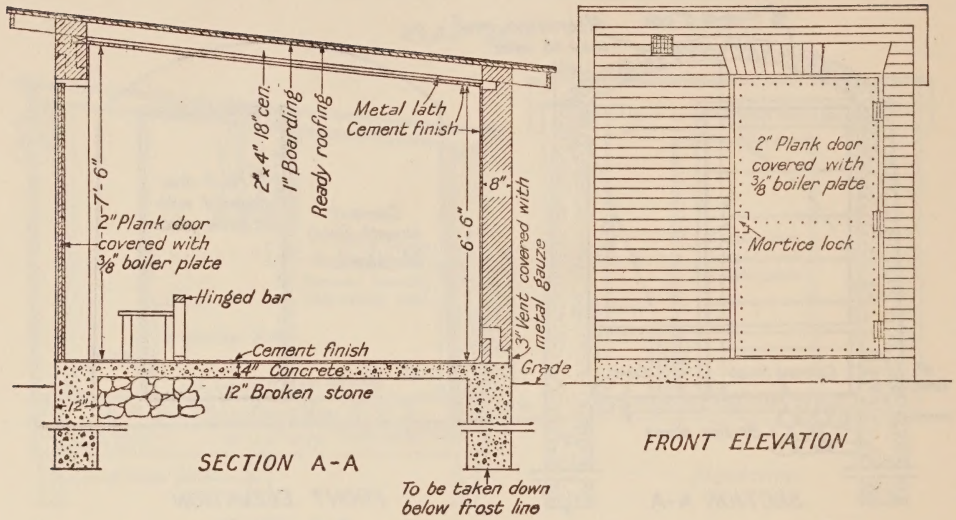 2"x 4" 18" cen.
1" Boarding
Ready roofing
Metal lath
Cement finish
7'-6"
6'-6"
8"
3" Vent covered with
metal gauze
2" Plank door
covered with
3/8" boiler plate
Hinged bar
Cement finish
4" Concrete
12" Broken stone
Grade
12"
SECTION A-A
To be taken down
below frost line
2" Plank door
covered with
3/8" boiler plate
Mortice lock
FRONT ELEVATION